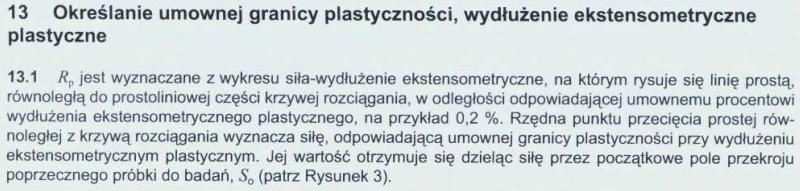 13 Określanie umownej granicy plastyczności, wydłużenie ekstensometryczne
plastyczne
13.1 Rp jest wyznaczane z wykresu siła-wydłużenie ekstensometryczne, na którym rysuje się linię prostą,
równoległą do prostoliniowej części krzywej rozciągania, w odległości odpowiadającej umownemu procentowi
wydłużenia ekstensometrycznego plastycznego, na przykład 0,2 %. Rzędna punktu przecięcia prostej rów-
noległej z krzywą rozciągania wyznacza siłę, odpowiadającą umownej granicy plastyczności przy wydłużeniu
ekstensometrycznym plastycznym. Jej wartość otrzymuje się dzieląc siłę przez początkowe pole przekroju
poprzecznego próbki do badań, So (patrz Rysunek 3).